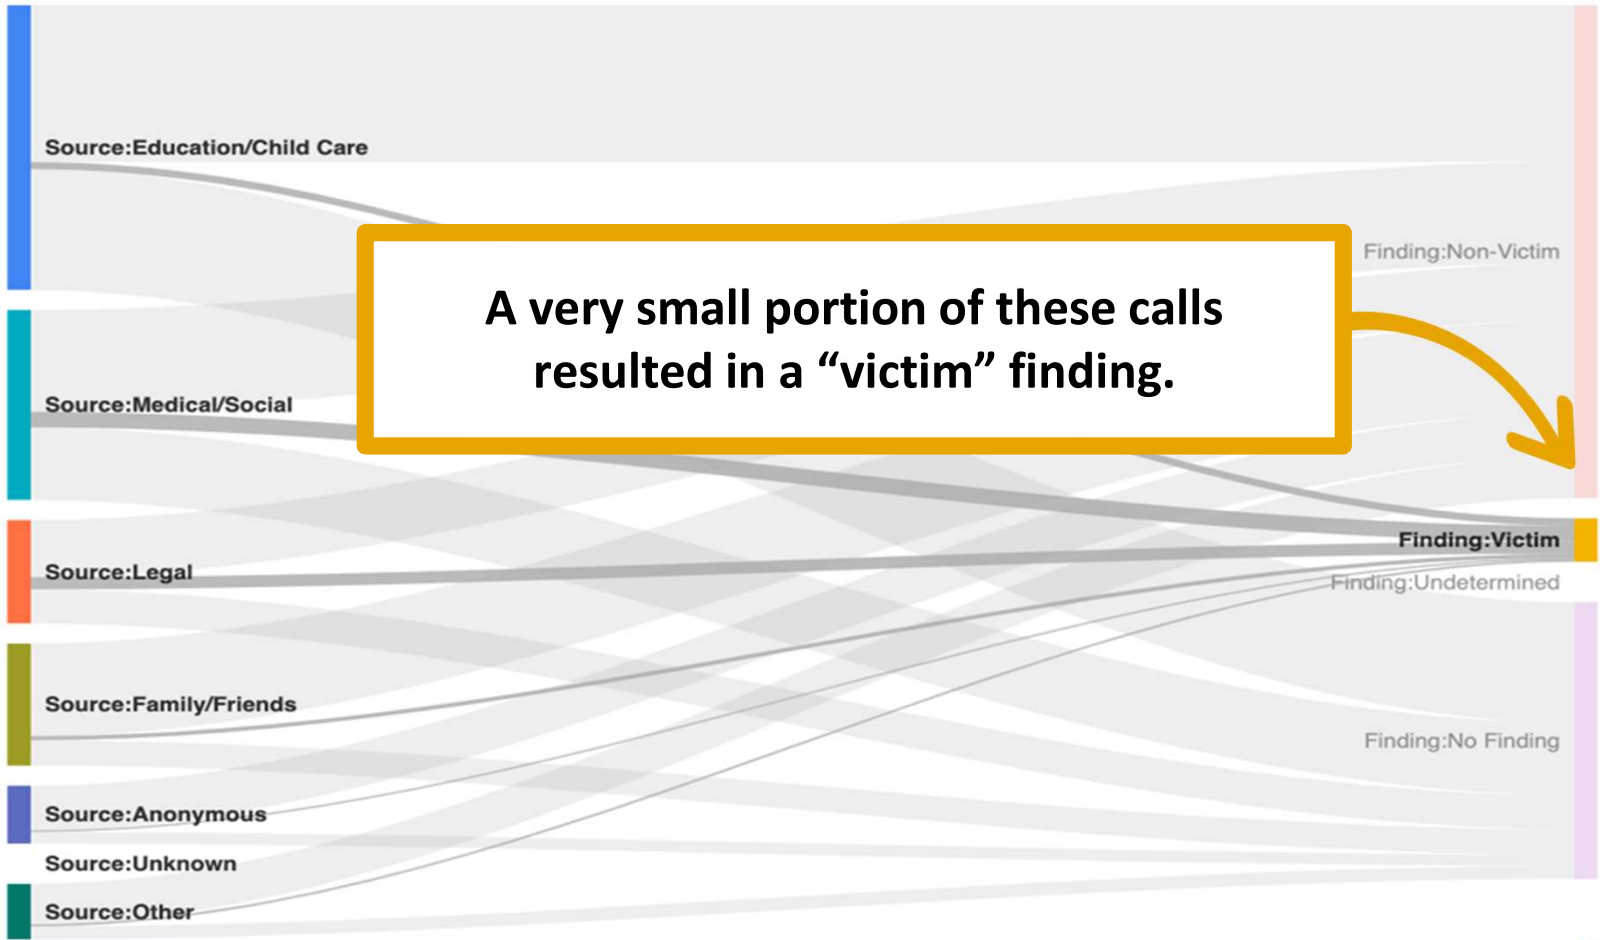 Source:Education/Child Care
Finding:Non-Victim
A very small portion of these calls
resulted in a “victim” finding.
Source:Medical/Social
Finding:Victim
Source:Legal
Finding:Undetermined
Source:Family/Friends
Finding:No Finding
Source:Anonymous
Source:Unknown
Source:Other